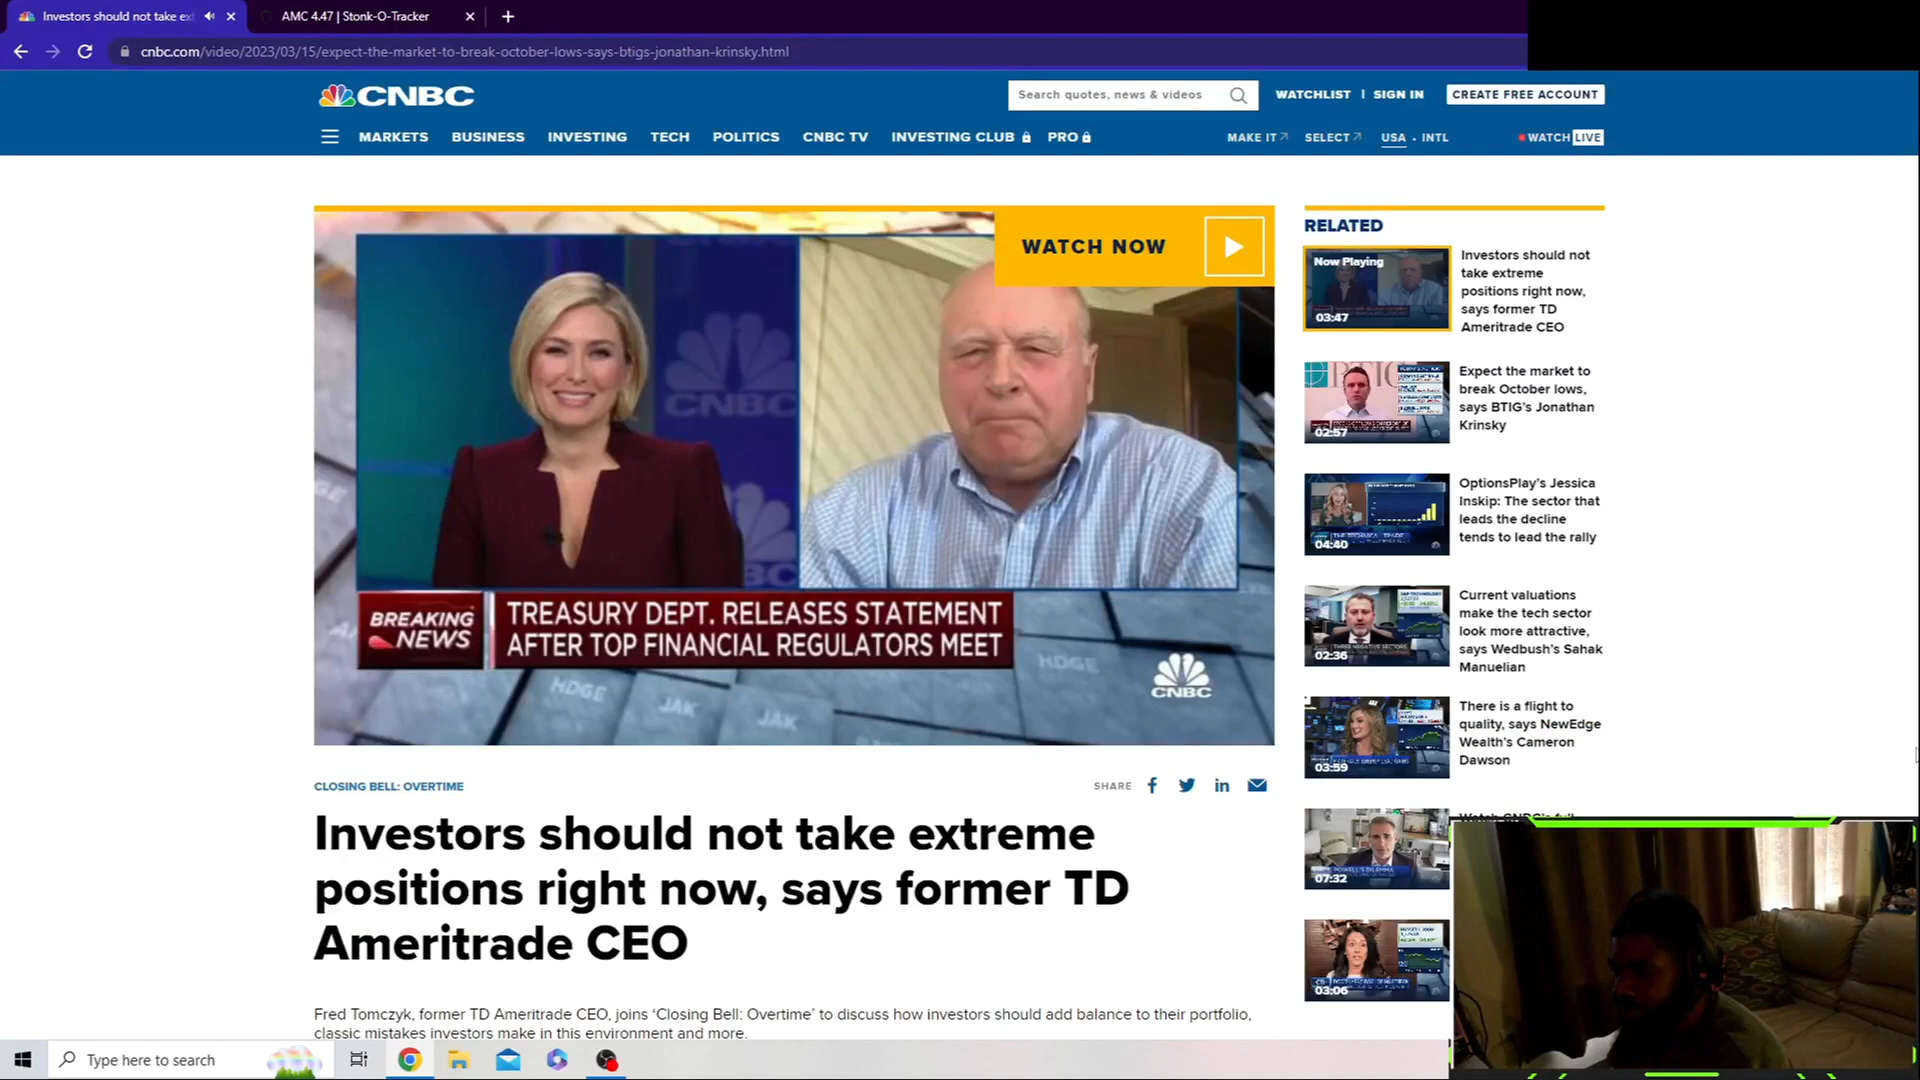 Investors should not take ex
AMC 4.47 | Stonk-O-Tracker
cnbc.com/video/2023/03/15/expect-the-market-to-break-october-lows-says-btigs-jonathan-krinsky.html
CNBC
Search quotes, news & videos
WATCHLIST | SIGN IN
CREATE FREE ACCOUNT
MARKETS BUSINESS INVESTING TECH POLITICS CNBC TV INVESTING CLUB PRO
MAKE IT SELECT USA • INTL
WATCH LIVE
WATCH NOW
CNBC
BREAKING NEWS
TREASURY DEPT. RELEASES STATEMENT
AFTER TOP FINANCIAL REGULATORS MEET
HDGE
JAK
JAK
HDGE
CNBC
CLOSING BELL: OVERTIME
SHARE
Investors should not take extreme
positions right now, says former TD
Ameritrade CEO
Fred Tomczyk, former TD Ameritrade CEO, joins ‘Closing Bell: Overtime’ to discuss how investors should add balance to their portfolio,
classic mistakes investors make in this environment and more.
RELATED
Now Playing
03:47
Investors should not
take extreme
positions right now,
says former TD
Ameritrade CEO
02:57
Expect the market to
break October lows,
says BTIG's Jonathan
Krinsky
04:40
OptionsPlay's Jessica
Inskip: The sector that
leads the decline
tends to lead the rally
02:36
Current valuations
make the tech sector
look more attractive,
says Wedbush's Sahak
Manuelian
03:59
There is a flight to
quality, says NewEdge
Wealth's Cameron
Dawson
07:32
03:06
Type here to search